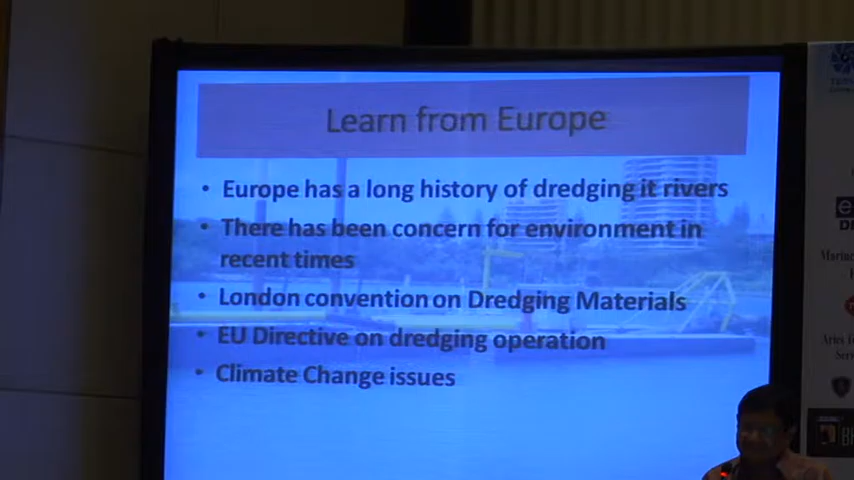 Learn from Europe
• Europe has a long history of dredging it rivers
• There has been concern for environment in
recent times
• London convention on Dredging Materials
• EU Directive on dredging operation
• Climate Change issues